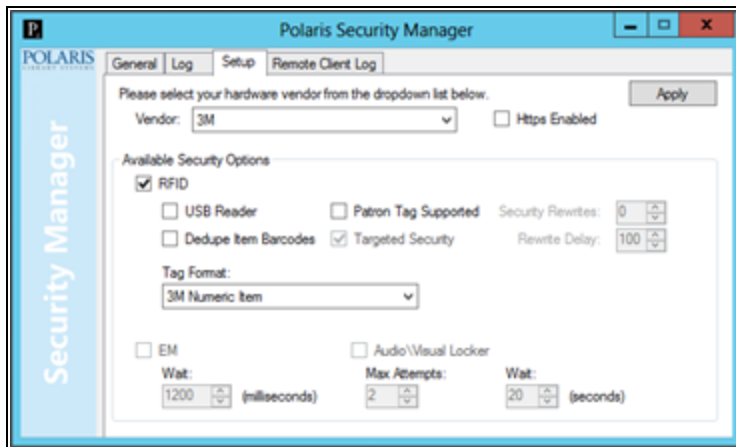 Polaris Security Manager
POLARIS
General Log Setup Remote Client Log
Please select your hardware vendor from the dropdown list below. Apply
Vendor: 3M Https Enabled
Available Security Options
RFID
USB Reader Patron Tag Supported Security Rewrites: 0
Dedupe Item Barcodes Targeted Security Rewrite Delay: 100
Tag Format:
3M Numeric Item
EM Audio\Visual Locker
Wait: Max Attempts: Wait:
1200 (milliseconds) 2 20 (seconds)
Security Manager